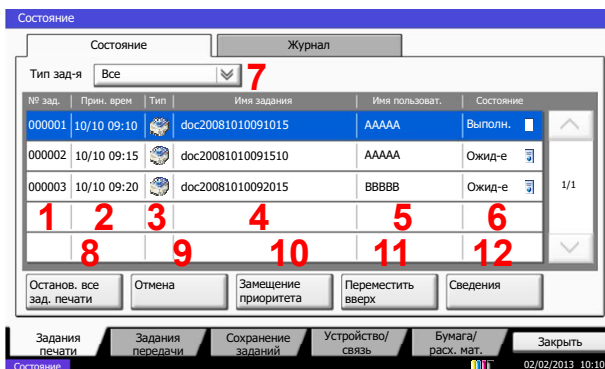 Состояние
Состояние Журнал
Тип зад-я Все 7
№ зад. Прин. врем Тип Имя задания Имя пользоват. Состояние
000001 10/10 09:10 doc20081010091015 AAAAA Выполн.
000002 10/10 09:15 doc20081010091510 AAAAA Ожид-е
000003 10/10 09:20 doc20081010092015 BBBBB Ожид-е 1/1
1 2 3 4 5 6
8 9 10 11 12
Останов. все Отмена Замещение Переместить Сведения
зад. печати приоритета вверх
Задания Задания Сохранение Устройство/ Бумага/ Закрыть
печати передачи заданий связь расх. мат.
Состояние 02/02/2013 10:10